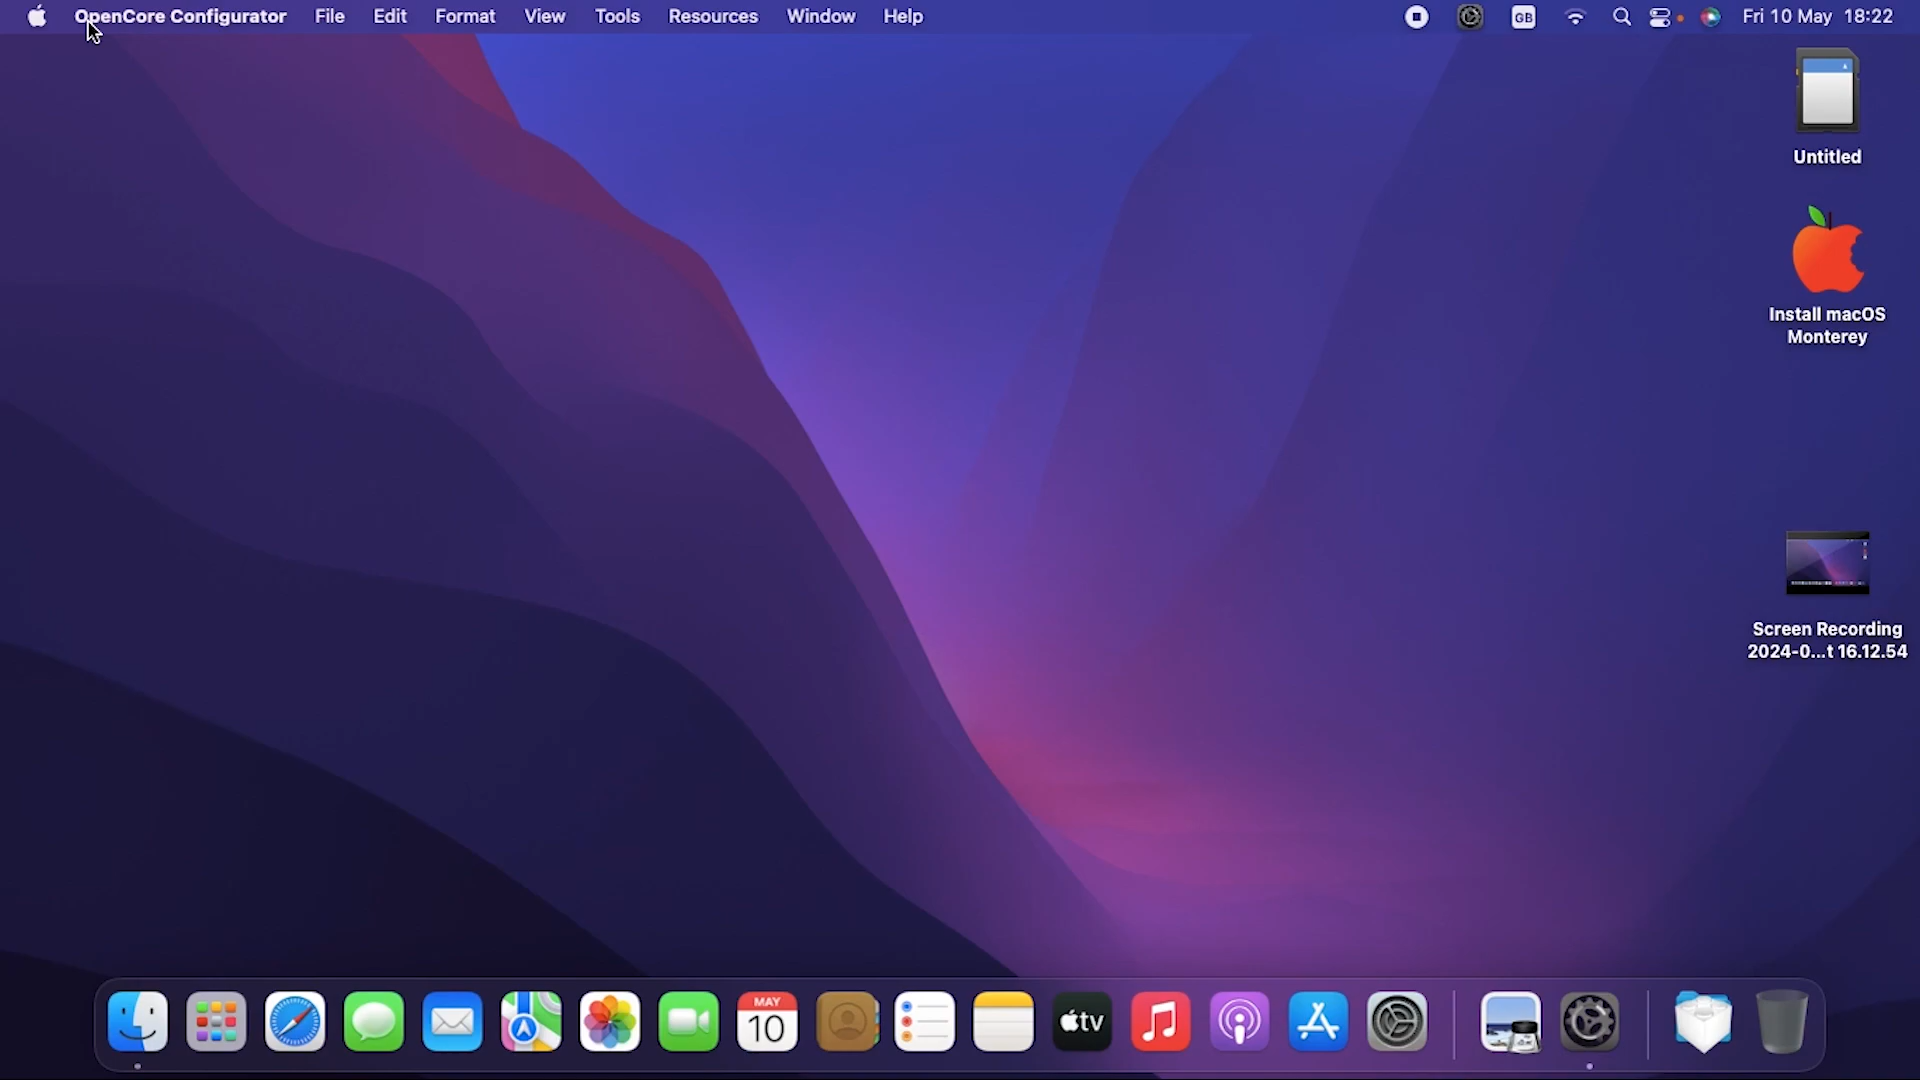 OpenCore Configurator File Edit Format View Tools Resources Window Help GB Fri 10 May 18:22
Untitled
Install macOS
Monterey
Screen Recording
2024-0...t 16.12.54
MAY
10
tv